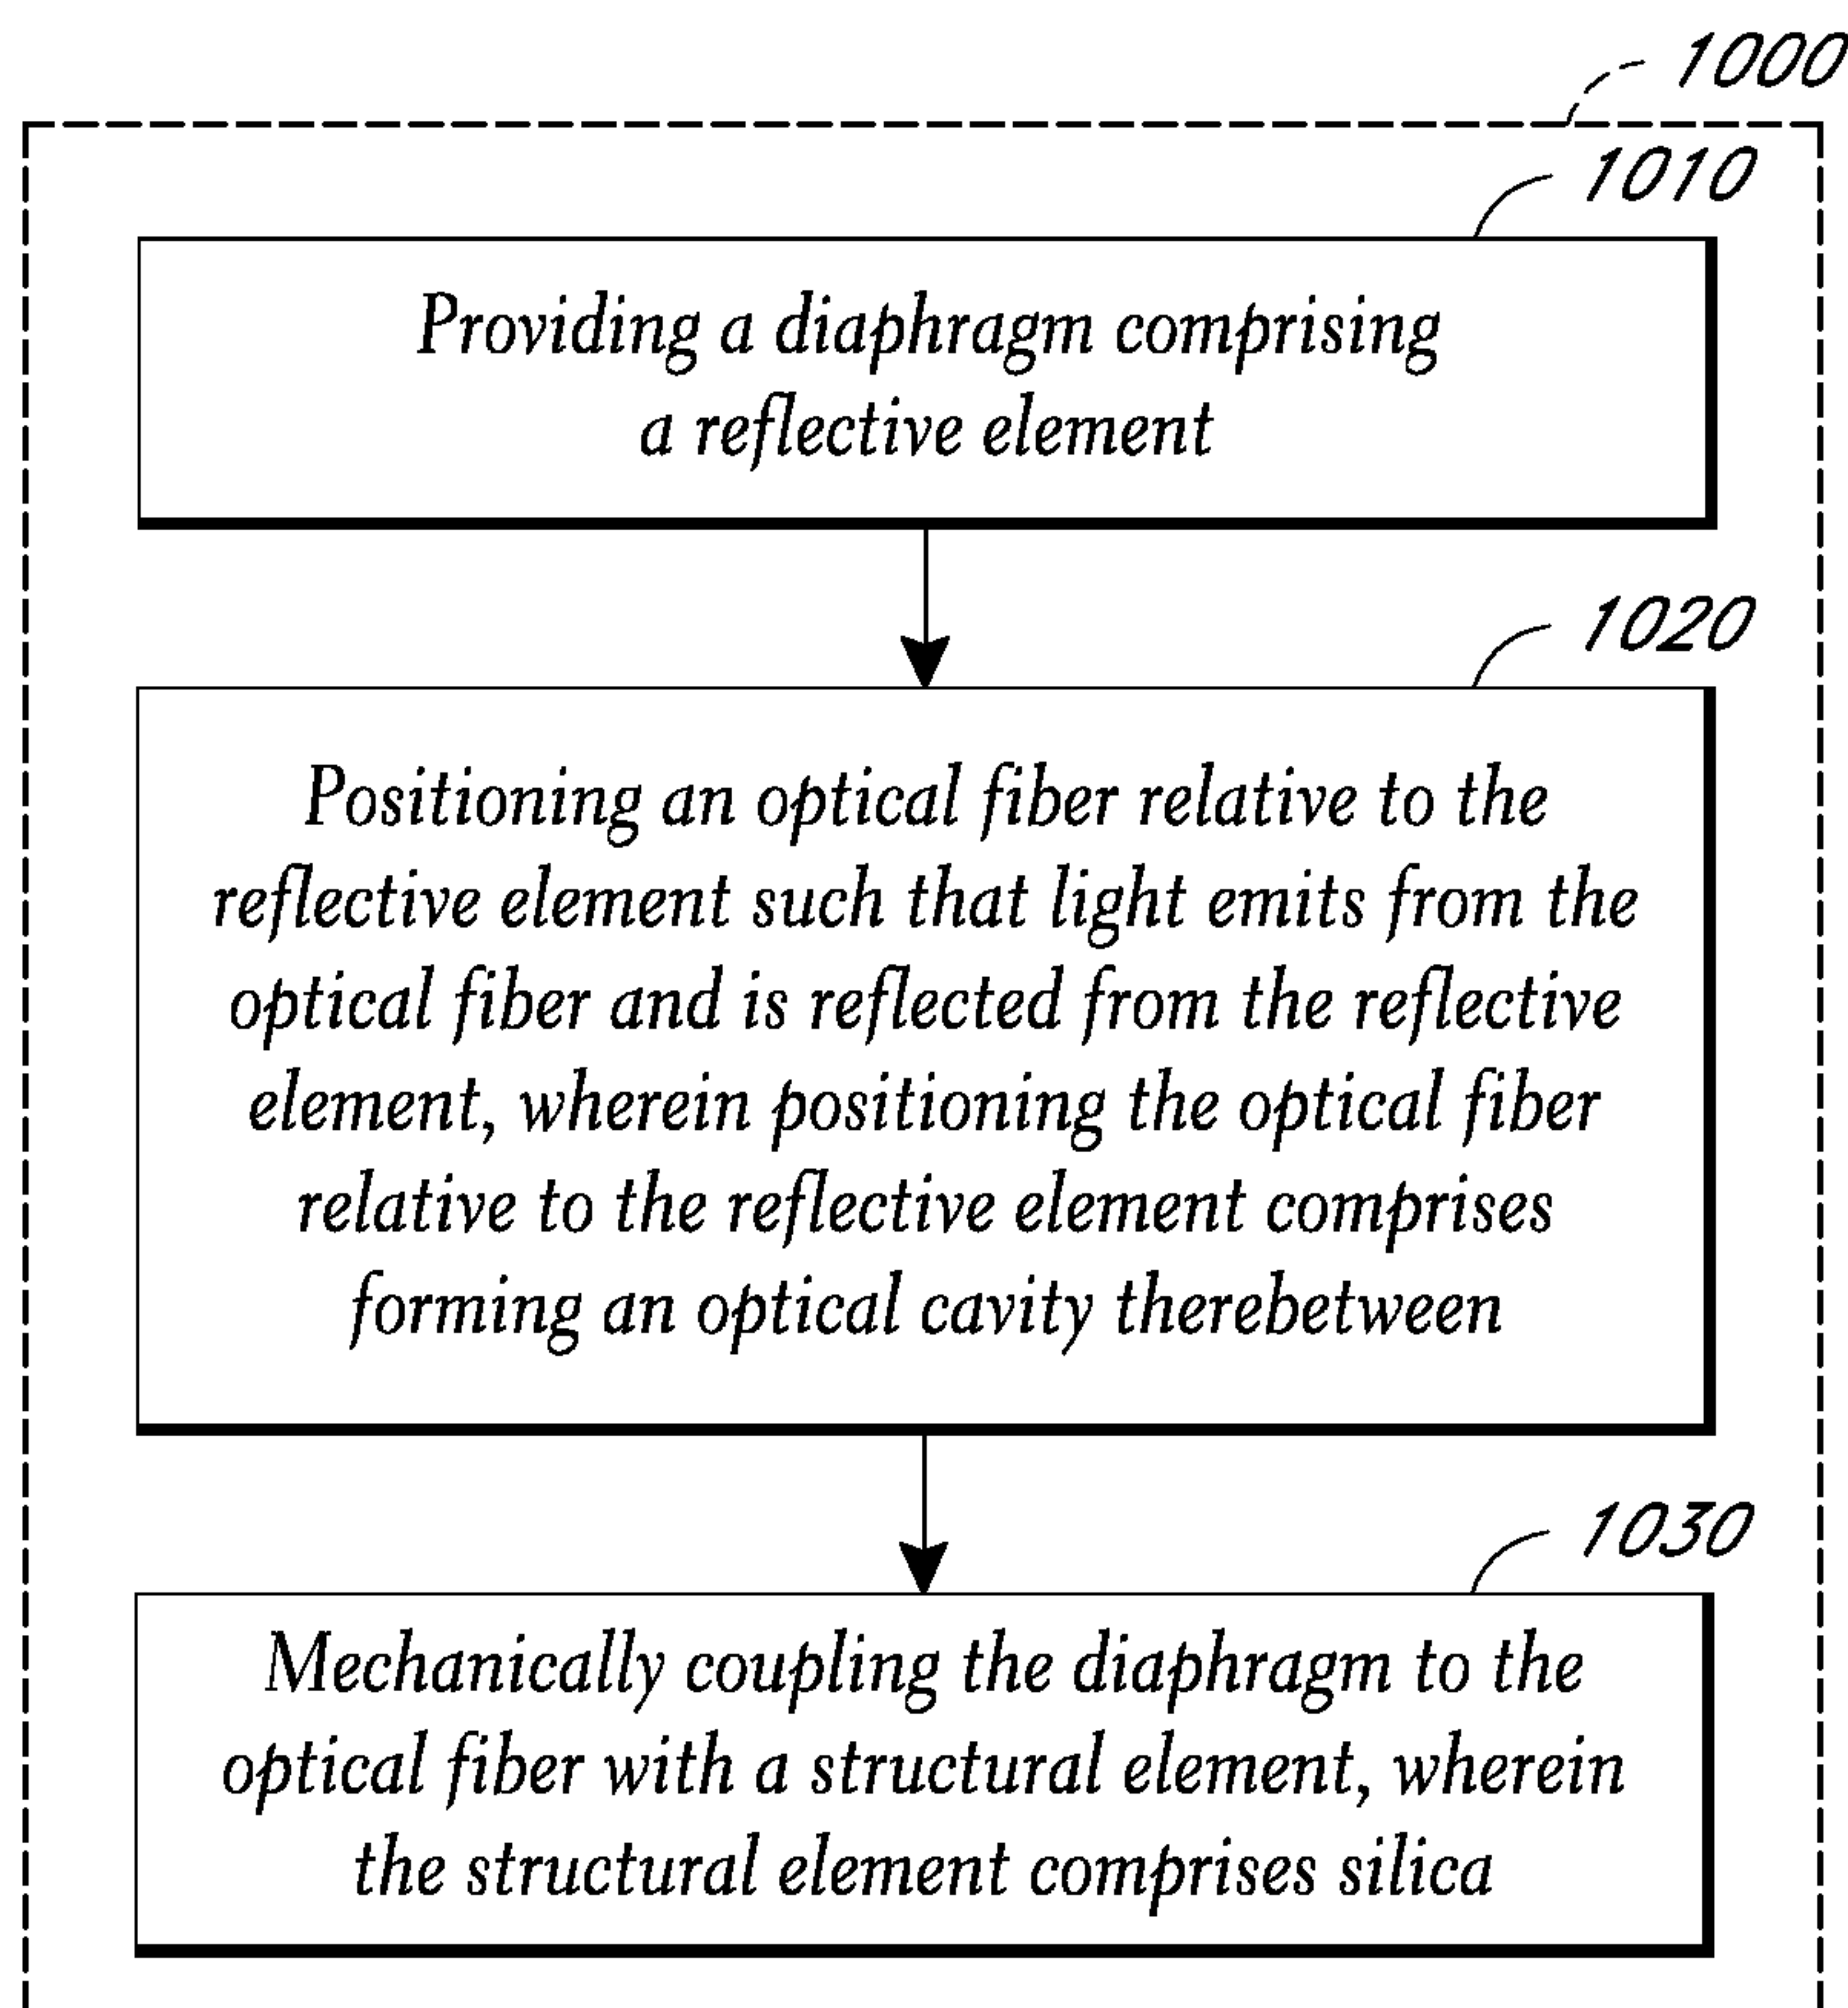 1000
1010
Providing a diaphragm comprising
a reflective element
1020
Positioning an optical fiber relative to the
reflective element such that light emits from the
optical fiber and is reflected from the reflective
element, wherein positioning the optical fiber
relative to the reflective element comprises
forming an optical cavity therebetween
1030
Mechanically coupling the diaphragm to the
optical fiber with a structural element, wherein
the structural element comprises silica